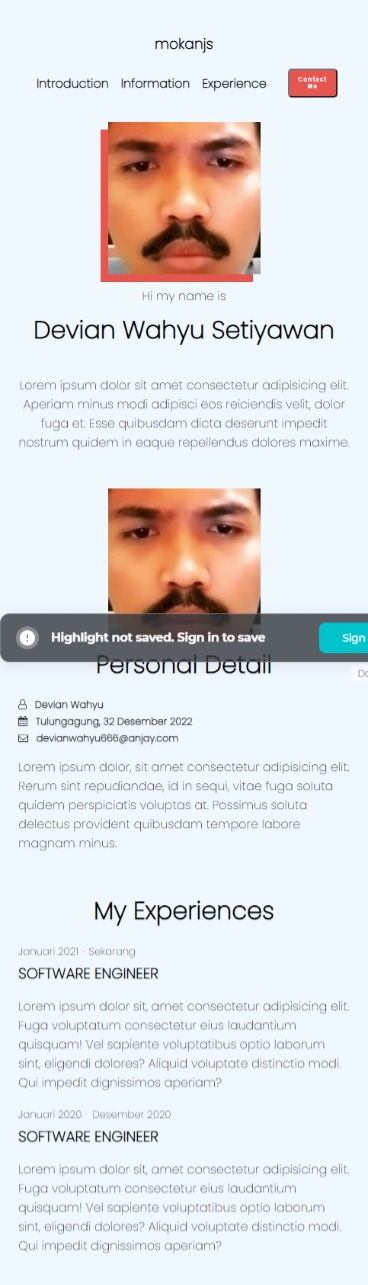 mokanjs
Introduction Information Experience Contact
Me
Hi my name is
Devian Wahyu Setiyawan
Lorem ipsum dolor sit amet consectetur adipisicing elit.
Aperiam minus modi adipisci eos reiciendis velit, dolor
fuga et. Esse quibusdam dicta deserunt impedit
nostrum quidem in eaque repellendus dolores maxime.
Highlight not saved. Sign in to save Sign
Personal Detail
Devian Wahyu
Tulungagung, 32 Desember 2022
devianwahyu666@anjay.com
Lorem ipsum dolor, sit amet consectetur adipisicing elit.
Rerum sint repudiandae, id in sequi, vitae fuga soluta
quidem perspiciatis voluptas at. Possimus soluta
delectus provident quibusdam tempore labore
magnam minus.
My Experiences
Januari 2021 - Sekarang
SOFTWARE ENGINEER
Lorem ipsum dolor sit, amet consectetur adipisicing elit.
Fuga voluptatum consectetur eius laudantium
quisquam! Vel sapiente voluptatibus optio laborum
sint, eligendi dolores? Aliquid voluptate distinctio modi.
Qui impedit dignissimos aperiam?
Januari 2020 - Desember 2020
SOFTWARE ENGINEER
Lorem ipsum dolor sit, amet consectetur adipisicing elit.
Fuga voluptatum consectetur eius laudantium
quisquam! Vel sapiente voluptatibus optio laborum
sint, eligendi dolores? Aliquid voluptate distinctio modi.
Qui impedit dignissimos aperiam?